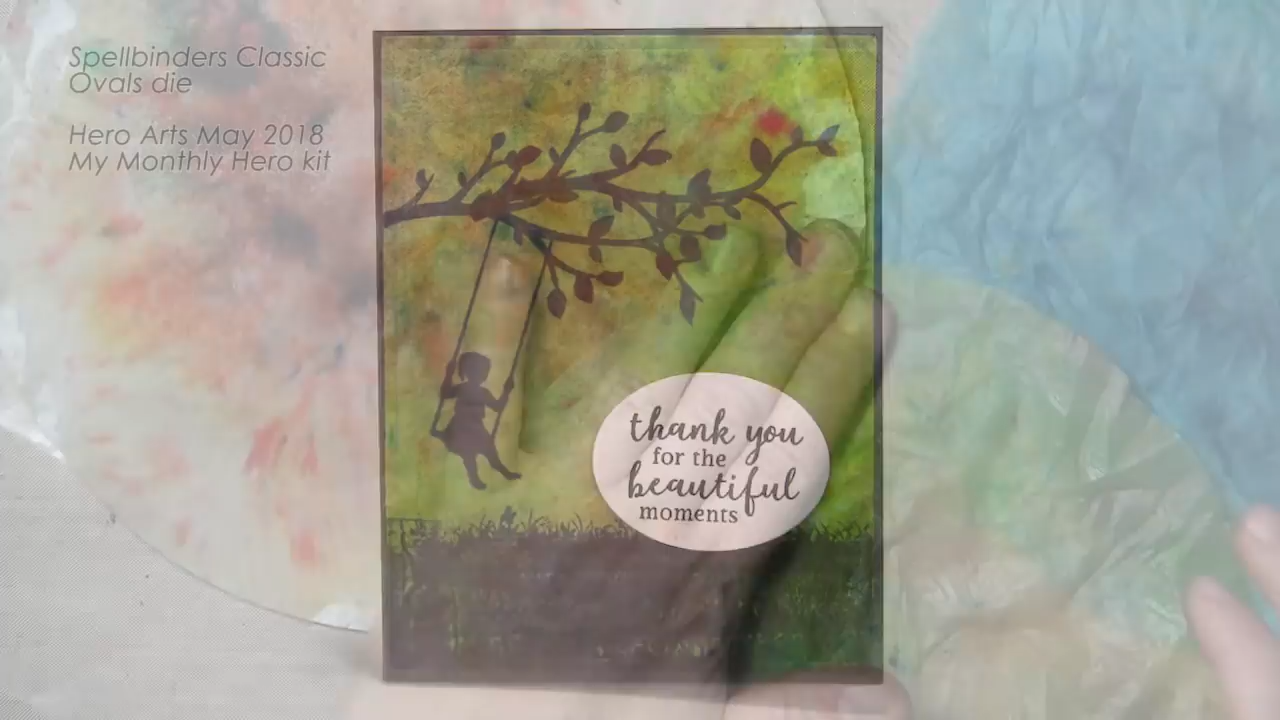 Spellbinders Classic
Ovals die
Hero Arts May 2018
My Monthly Hero kit
thank you
for the
beautiful
moments